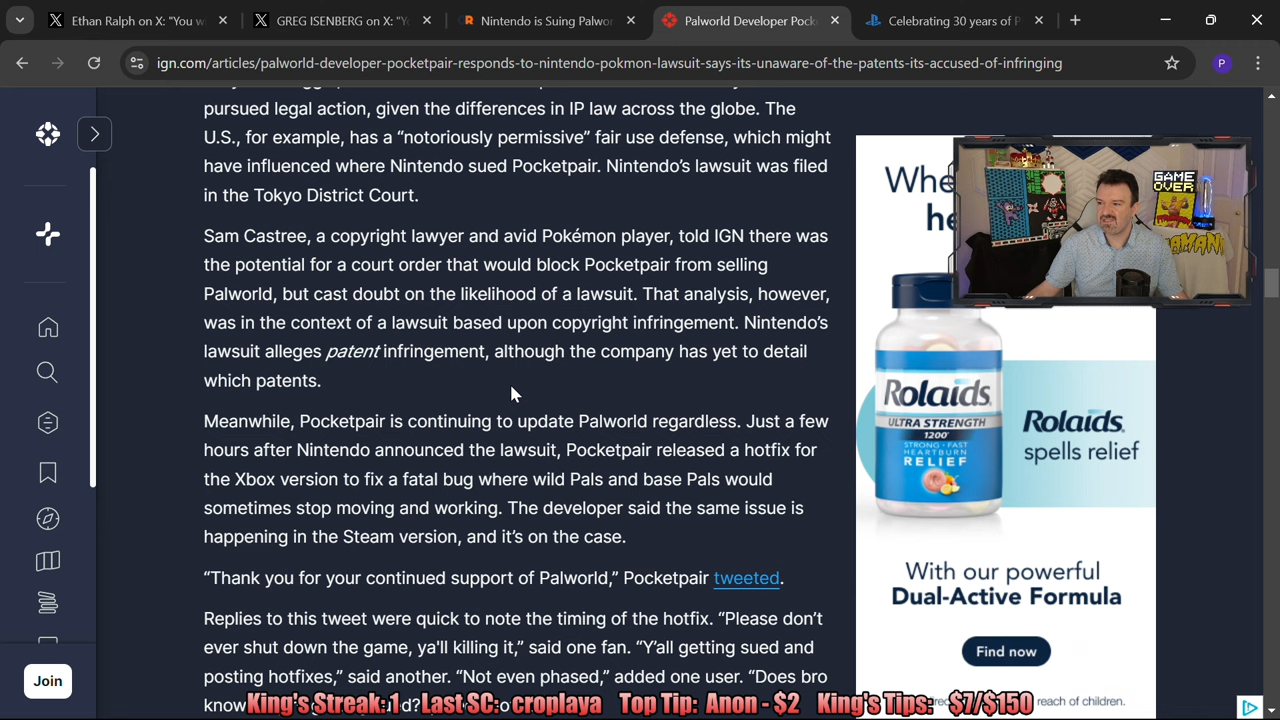 Ethan Ralph on X: "You w
GREG ISENBERG on X: "Y
Nintendo is Suing Palwor
Palworld Developer Pock
Celebrating 30 years of P
ign.com/articles/palworld-developer-pocketpair-responds-to-nintendo-pokmon-lawsuit-says-its-unaware-of-the-patents-its-accused-of-infringing
P
pursued legal action, given the differences in IP law across the globe. The
U.S., for example, has a “notoriously permissive” fair use defense, which might
have influenced where Nintendo sued Pocketpair. Nintendo’s lawsuit was filed
in the Tokyo District Court.
Sam Castree, a copyright lawyer and avid Pokémon player, told IGN there was
the potential for a court order that would block Pocketpair from selling
Palworld, but cast doubt on the likelihood of a lawsuit. That analysis, however,
was in the context of a lawsuit based upon copyright infringement. Nintendo’s
lawsuit alleges patent infringement, although the company has yet to detail
which patents.
Meanwhile, Pocketpair is continuing to update Palworld regardless. Just a few
hours after Nintendo announced the lawsuit, Pocketpair released a hotfix for
the Xbox version to fix a fatal bug where wild Pals and base Pals would
sometimes stop moving and working. The developer said the same issue is
happening in the Steam version, and it’s on the case.
“Thank you for your continued support of Palworld,” Pocketpair tweeted.
Replies to this tweet were quick to note the timing of the hotfix. “Please don’t
ever shut down the game, ya'll killing it,” said one fan. “Y’all getting sued and
posting hotfixes,” said another. “Not even phased,” added one user. “Does bro
know
Join
Whe
he
GAME
OVER
Rolaids
ULTRA STRENGTH
1200
STRONG • FAST
HEARTBURN
RELIEF
Rolaids
spells relief
With our powerful
Dual-Active Formula
Find now
reach of children.
King's Streak: 1 Last SC: croplaya Top Tip: Anon - $2 King's Tips: $7/$150